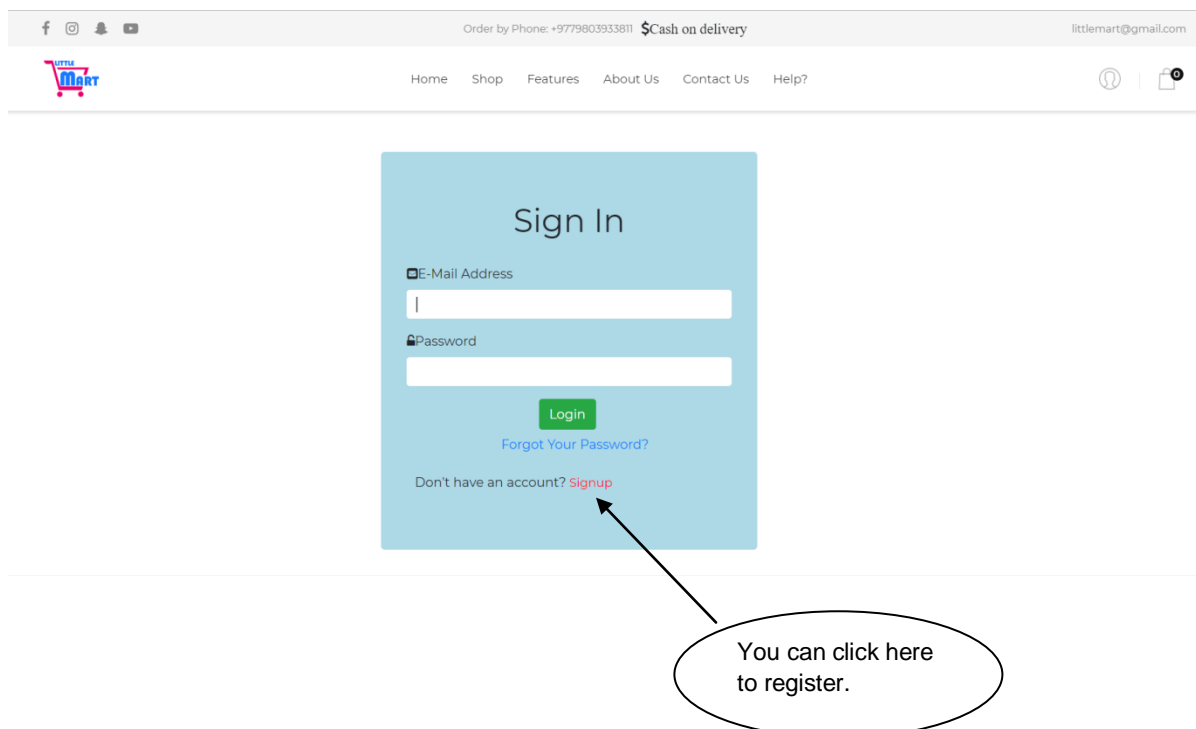 Order by Phone: +9779803933811 $Cash on delivery
littlemart@gmail.com
LITTLE
MART
Home Shop Features About Us Contact Us Help?
0
Sign In
E-Mail Address
Password
Login
Forgot Your Password?
Don't have an account? Signup
You can click here
to register.